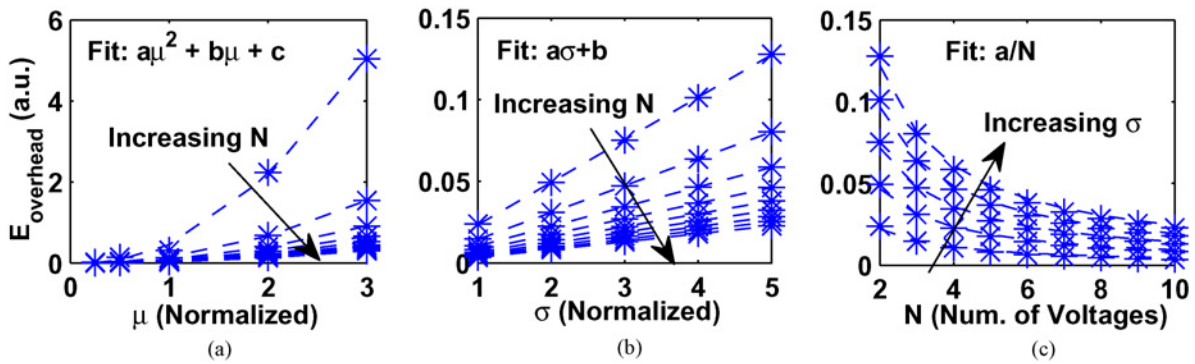 E_overhead (a.u.)
6
4
2
0
Fit: aμ² + bμ + c
Increasing N
0 1 2 3
μ (Normalized)
(a)
0.15
0.1
0.05
0
Fit: aσ+b
Increasing N
1 2 3 4 5
σ (Normalized)
(b)
0.15
0.1
0.05
0
Fit: a/N
Increasing σ
2 4 6 8 10
N (Num. of Voltages)
(c)